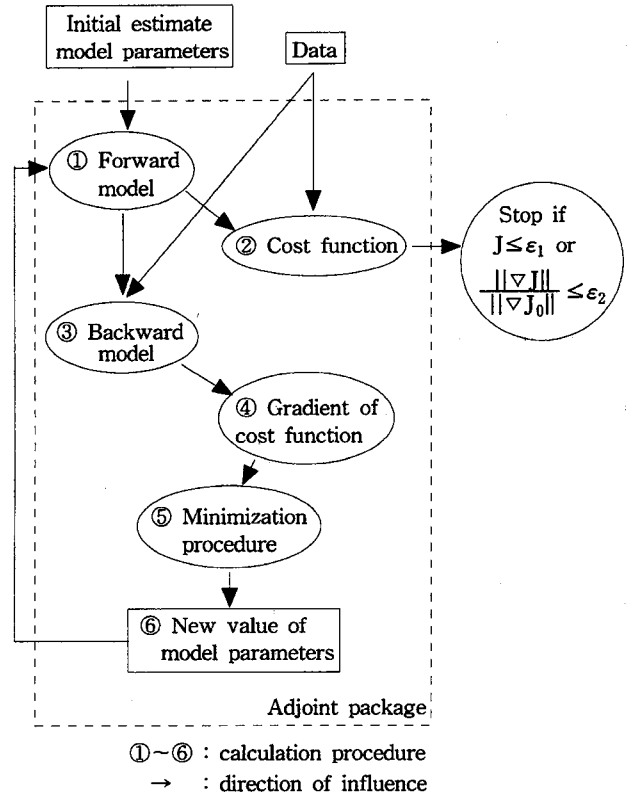 Initial estimate
model parameters
Data
① Forward
model
② Cost function
Stop if
J≤ε₁ or
||▽J||
||▽J₀|| ≤ε₂
③ Backward
model
④ Gradient of
cost function
⑤ Minimization
procedure
⑥ New value of
model parameters
Adjoint package
①~⑥ : calculation procedure
→ : direction of influence